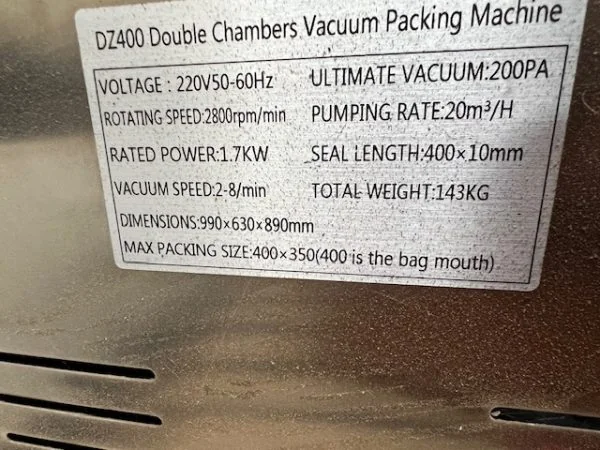 DZ400 Double Chambers Vacuum Packing Machine
VOLTAGE : 220V50-60Hz ULTIMATE VACUUM:200PA
ROTATING SPEED:2800rpm/min PUMPING RATE:20m³/H
RATED POWER:1.7KW SEAL LENGTH:400×10mm
VACUUM SPEED:2-8/min TOTAL WEIGHT:143KG
DIMENSIONS:990×630×890mm
MAX PACKING SIZE:400×350(400 is the bag mouth)